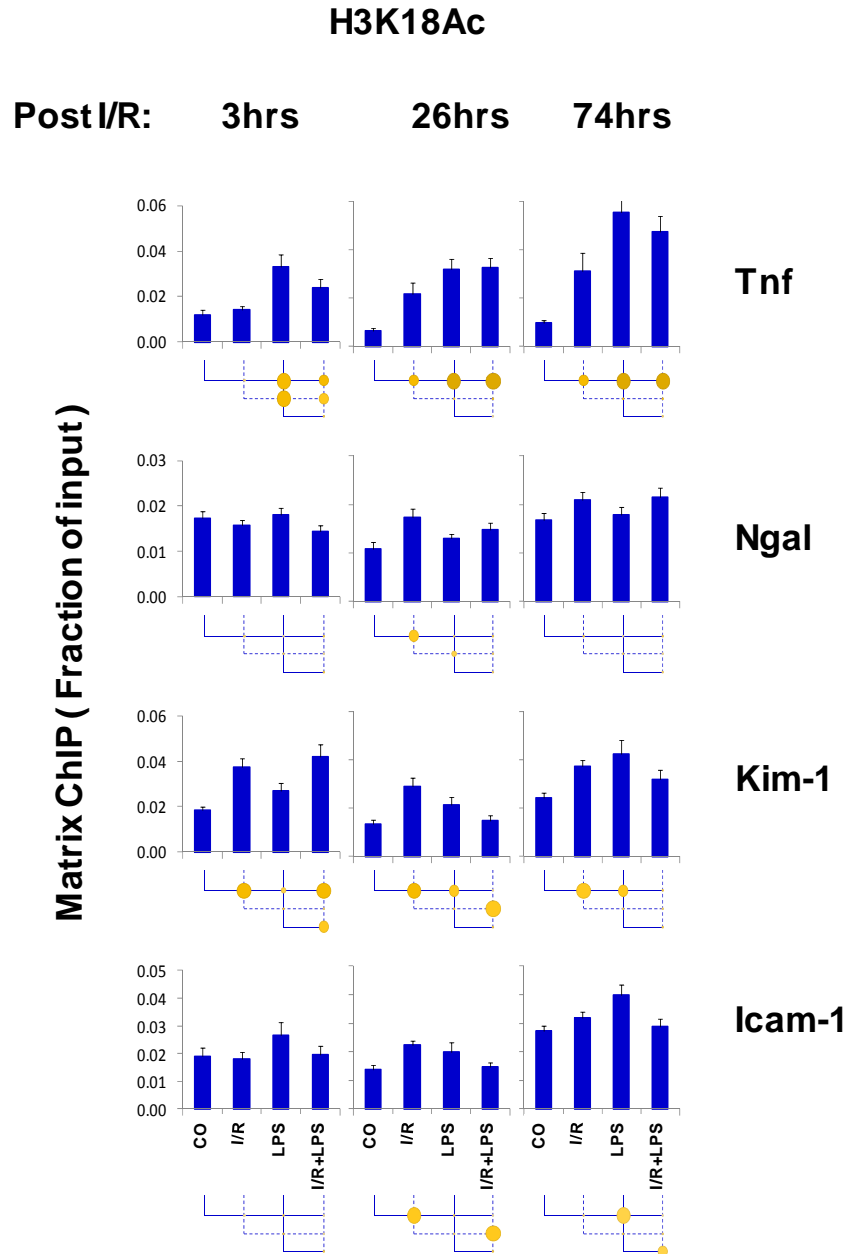 H3K18Ac
Post I/R: 3hrs 26hrs 74hrs
Matrix ChIP ( Fraction of input)
0.06
0.04
0.02
0.00
Tnf
0.03
0.02
0.01
0.00
Ngal
0.06
0.04
0.02
0.00
Kim-1
0.05
0.04
0.03
0.02
0.01
0.00
Icam-1
CO I/R LPS I/R+LPS CO I/R LPS I/R+LPS CO I/R LPS I/R+LPS